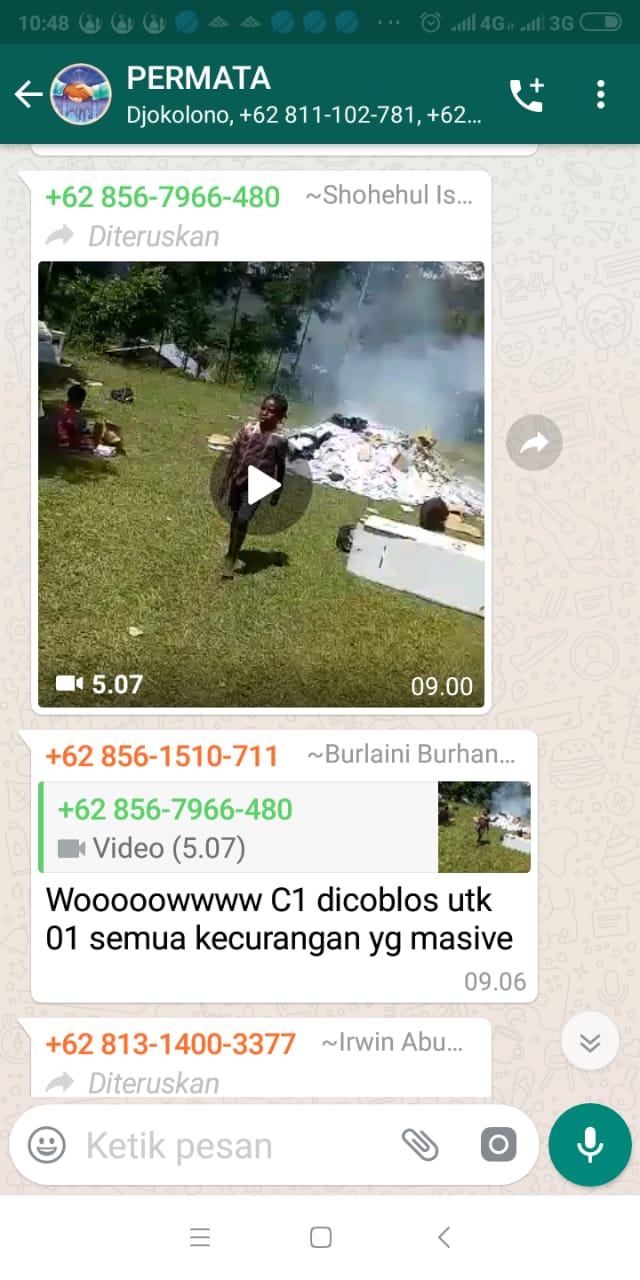 10:48 4G 3G
PERMATA
Djokolono, +62 811-102-781, +62...
+62 856-7966-480 ~Shohehul Is...
Diteruskan
5.07 09.00
+62 856-1510-711 ~Burlaini Burhan...
+62 856-7966-480
Video (5.07)
Wooooowwww C1 dicoblos utk
01 semua kecurangan yg masive
09.06
+62 813-1400-3377 ~Irwin Abu...
Diteruskan
Ketik pesan